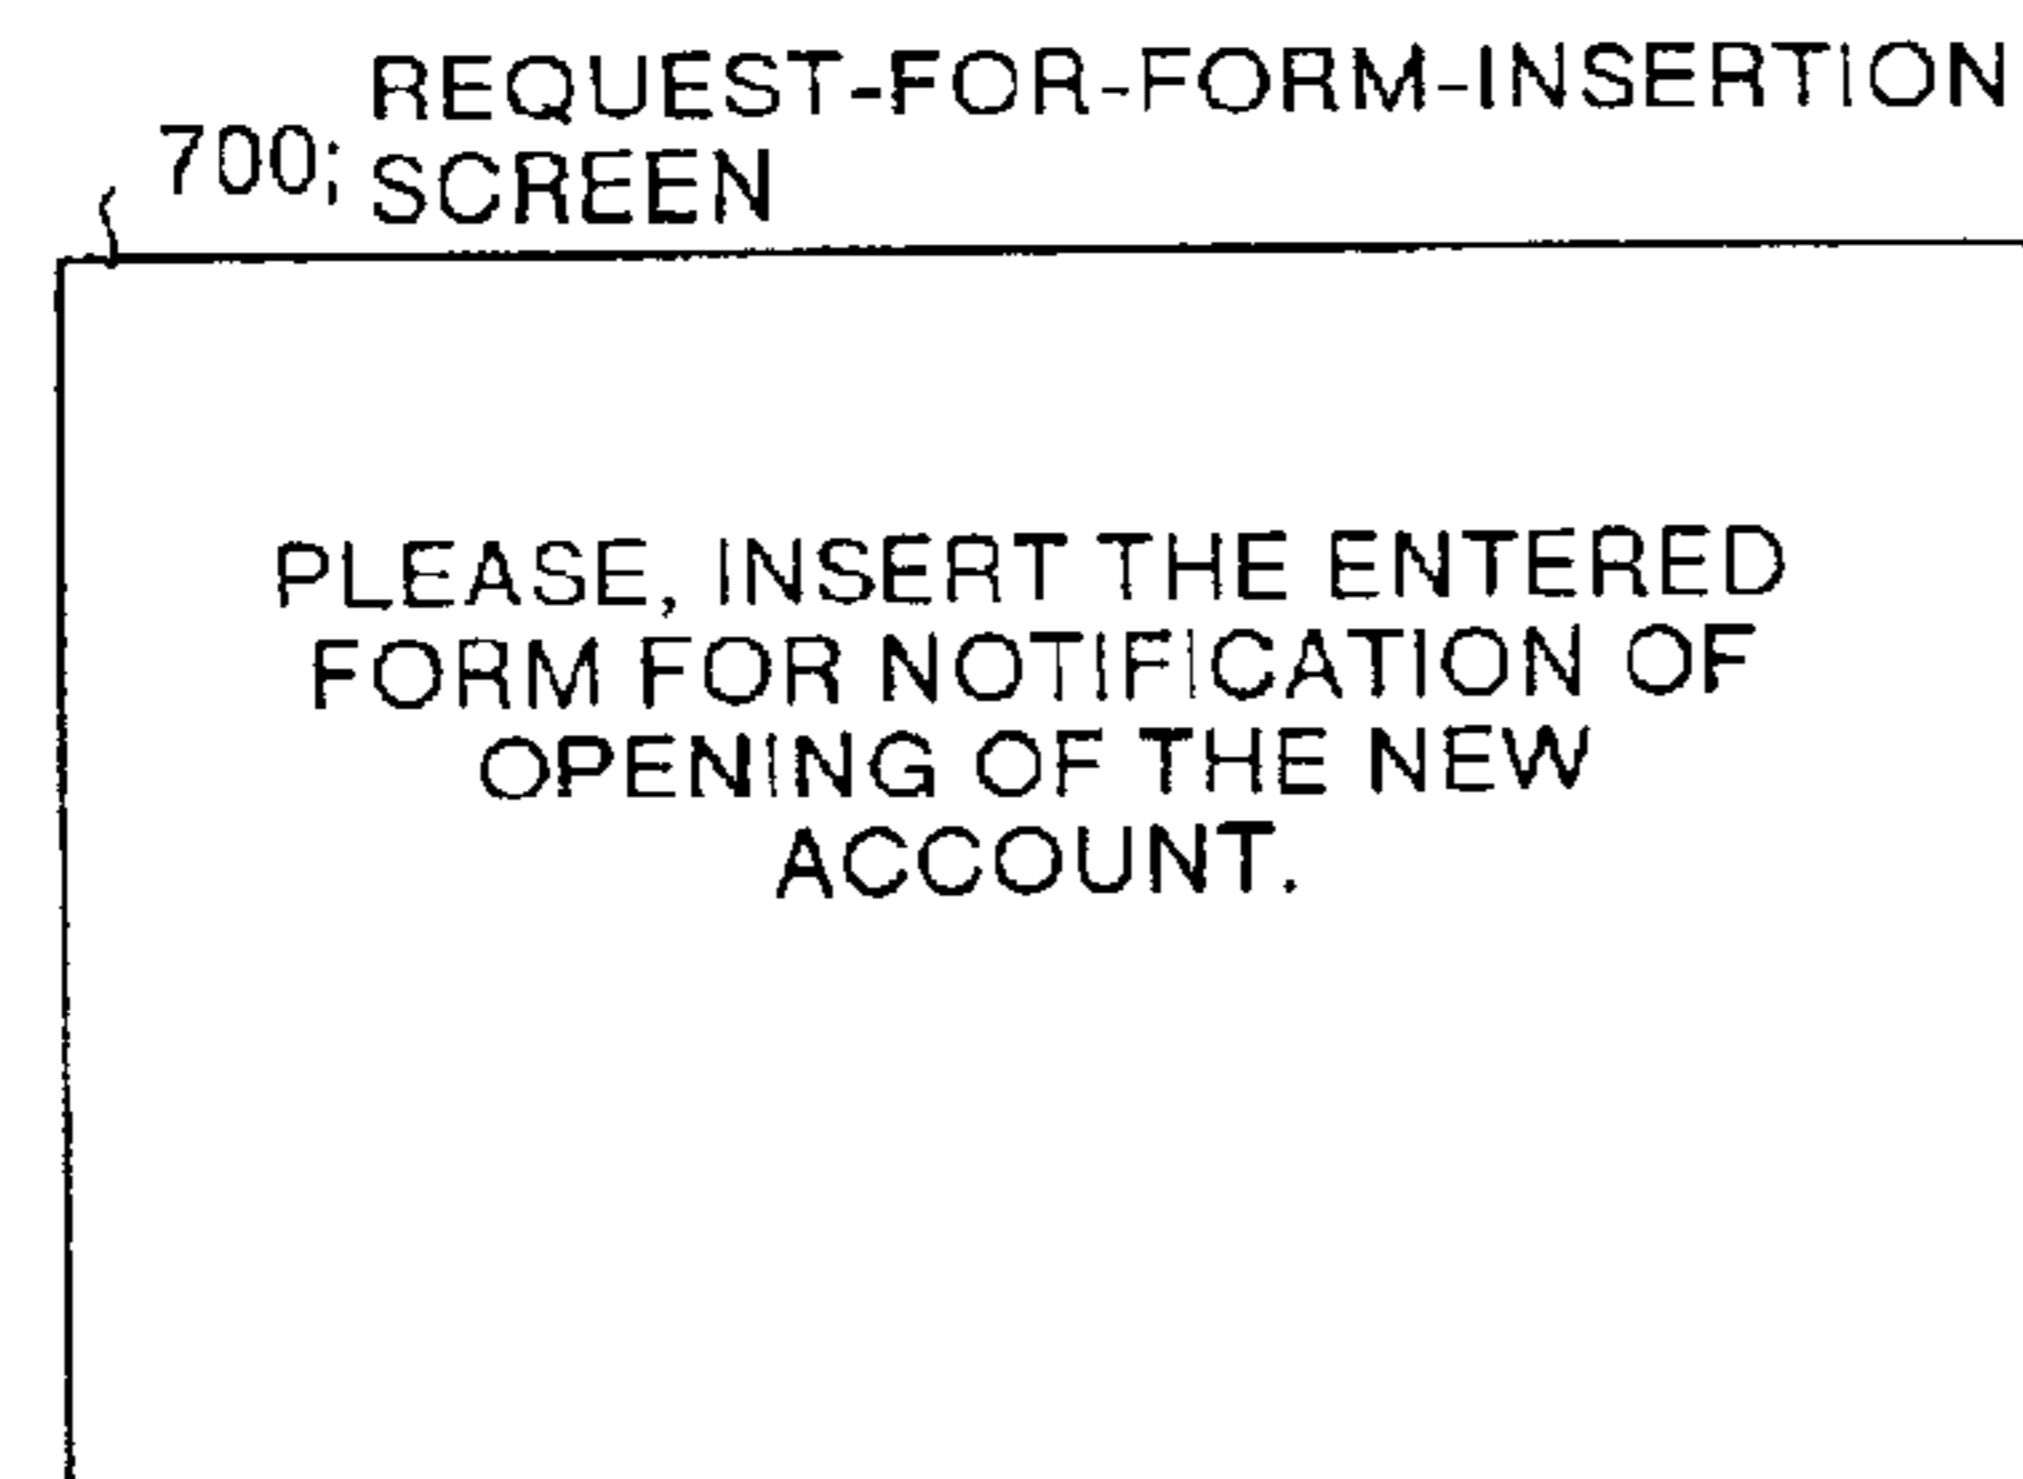 REQUEST-FOR-FORM-INSERTION
700; SCREEN
PLEASE, INSERT THE ENTERED
FORM FOR NOTIFICATION OF
OPENING OF THE NEW
ACCOUNT.